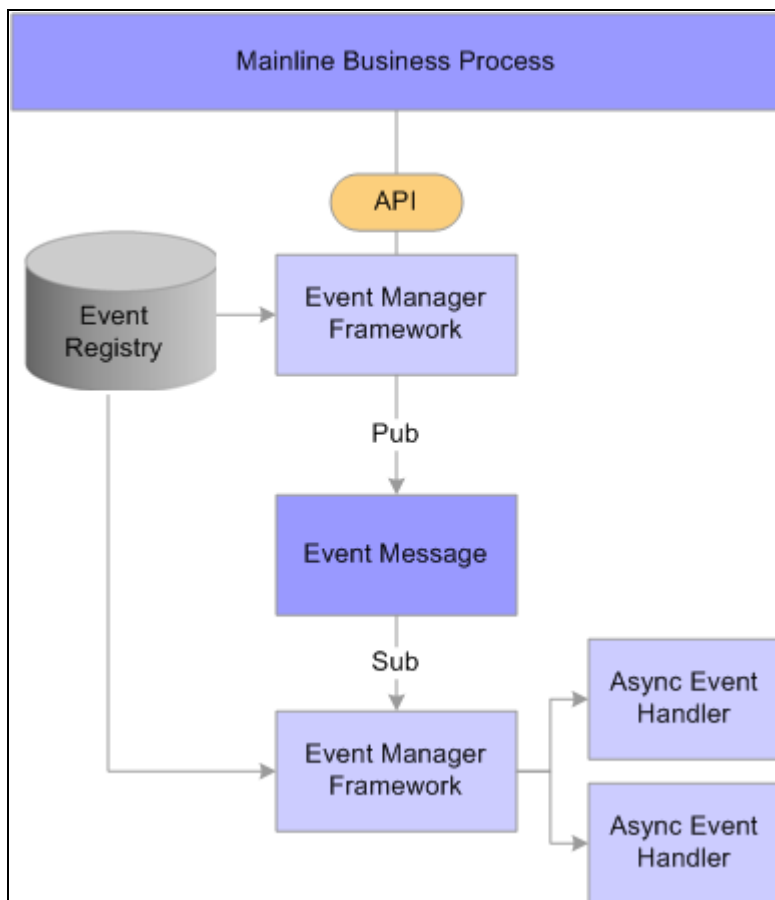 Mainline Business Process
API
Event Manager
Framework
Event
Registry
Pub
Event Message
Sub
Event Manager
Framework
Async Event
Handler
Async Event
Handler